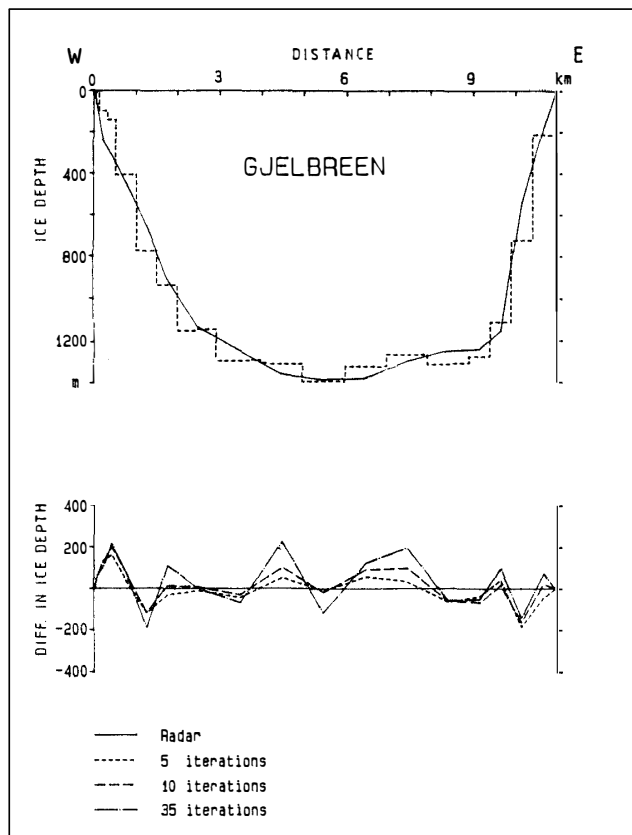 W DISTANCE E
0 3 6 9 km
0
400
800
1200
m
ICE DEPTH
GJELBREEN
400
200
0
-200
-400
DIFF. IN ICE DEPTH
Radar
5 iterations
10 iterations
35 iterations